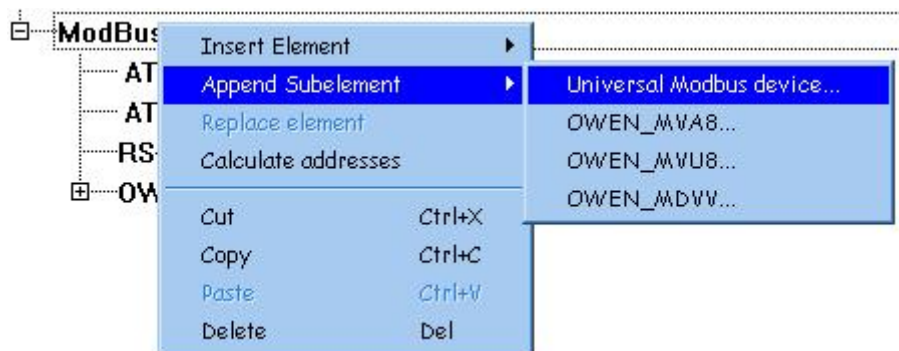 ModBus
AT
AT
RS-
OW
Insert Element
Append Subelement
Replace element
Calculate addresses
Cut Ctrl+X
Copy Ctrl+C
Paste Ctrl+V
Delete Del
Universal Modbus device...
OWEN_MVA8...
OWEN_MVU8...
OWEN_MDVV...